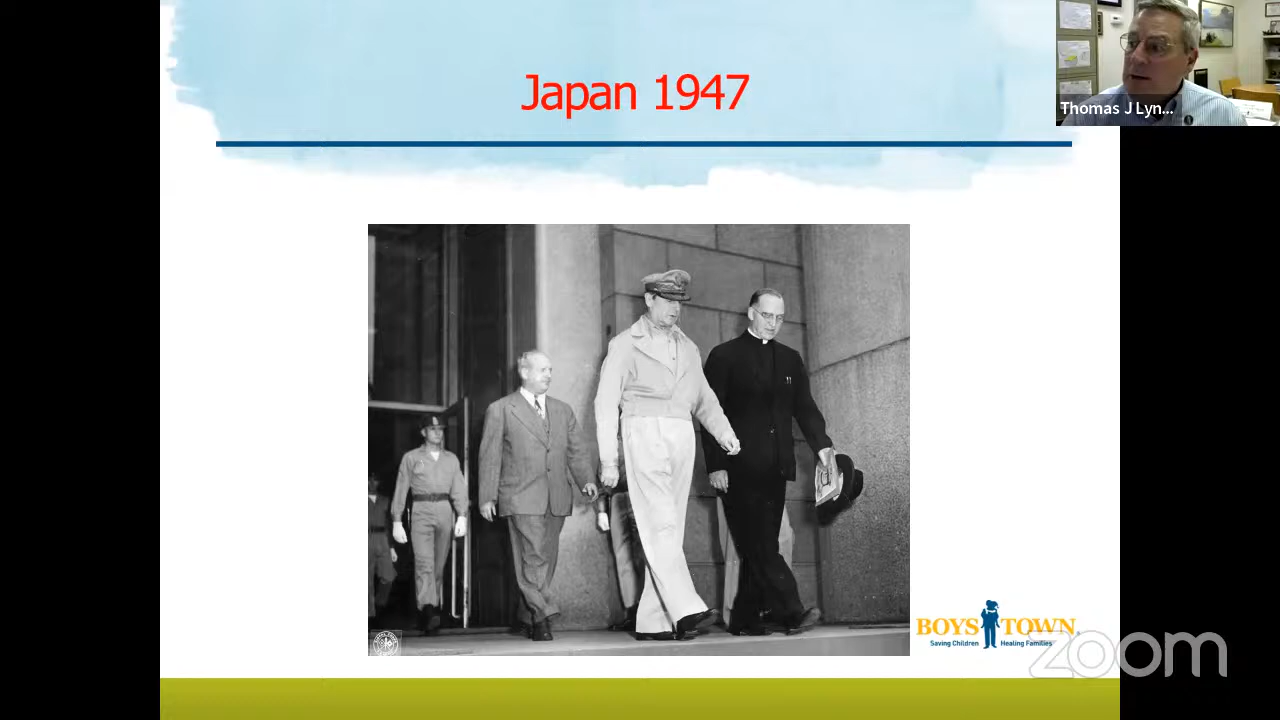 Japan 1947
Thomas J Lyn...
BOYS TOWN
Saving Children Healing Families
zoom